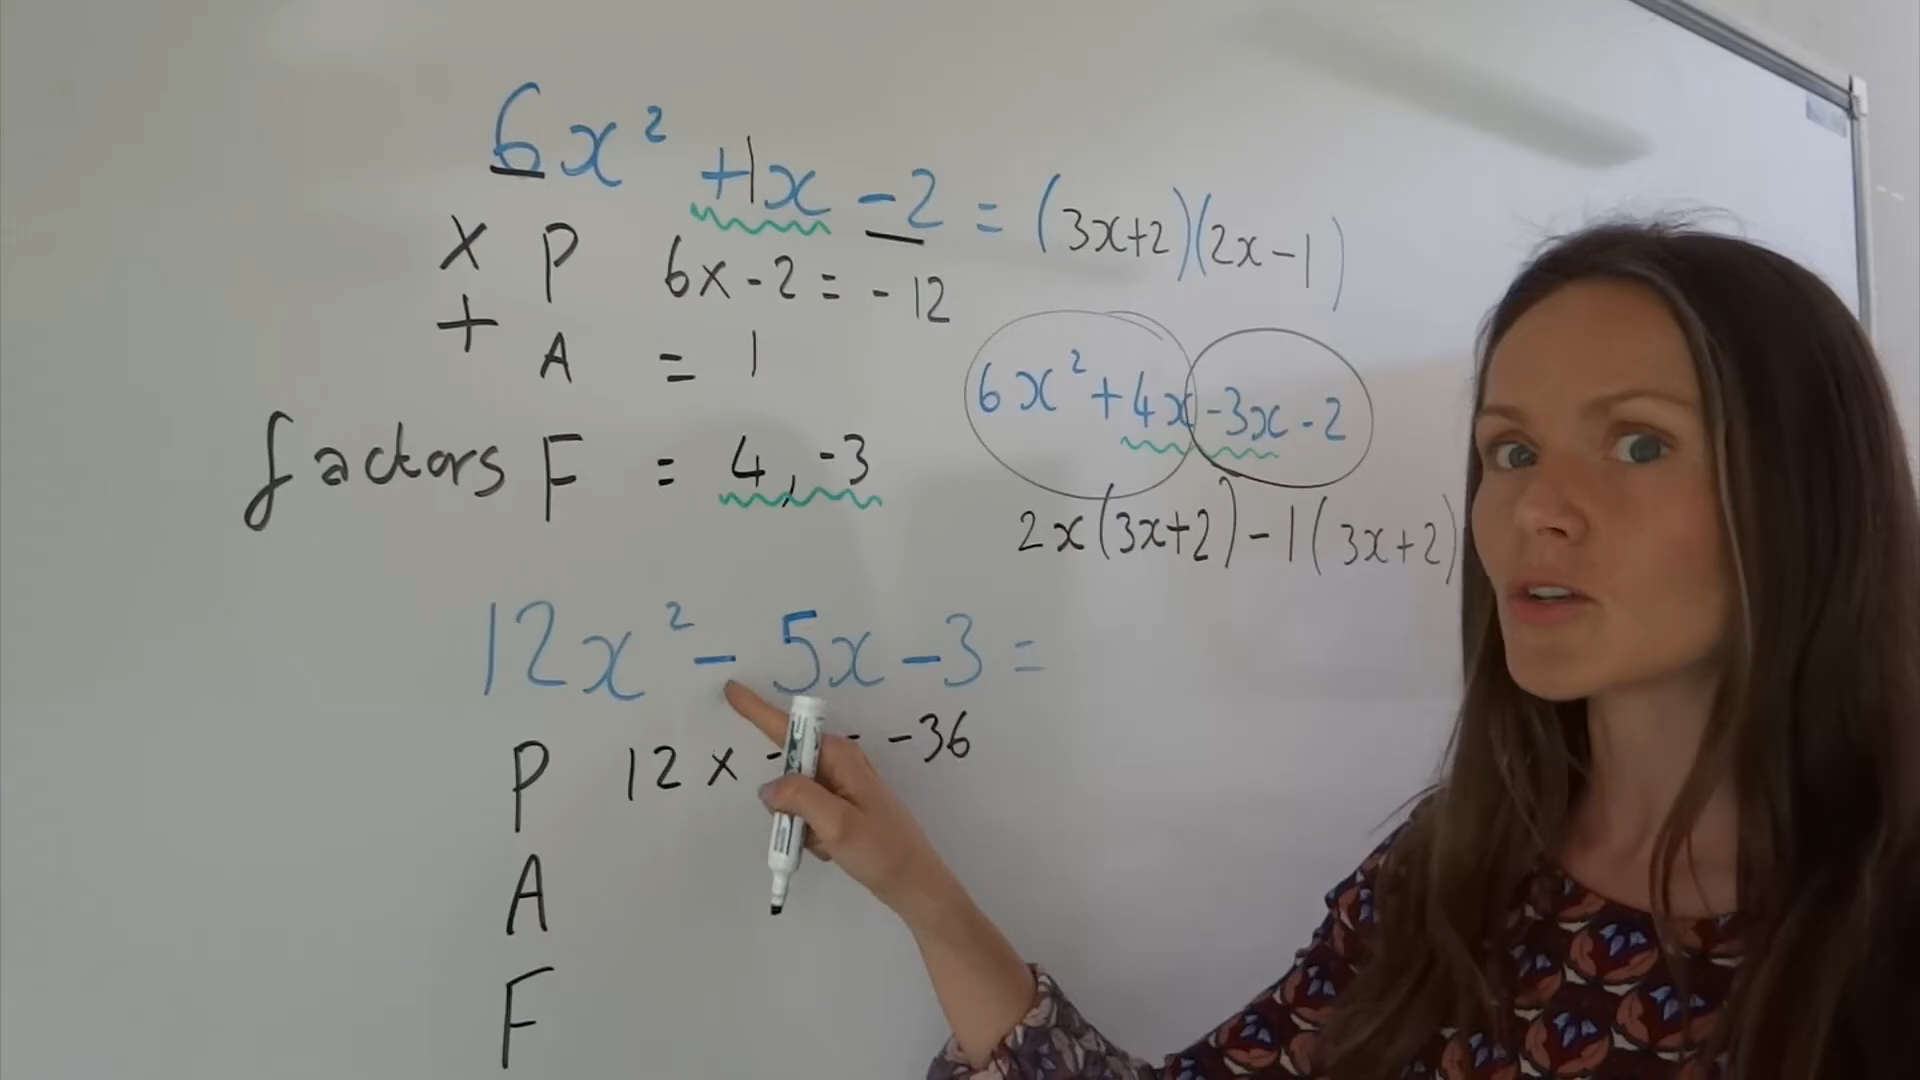 6x² +1x -2 = (3x+2)(2x-1)
x P 6x-2 = -12
+ A = 1
factors F = 4, -3
6x² +4x -3x -2
2x(3x+2) -1(3x+2)
12x² - 5x -3 =
P 12 x - -36
A
F